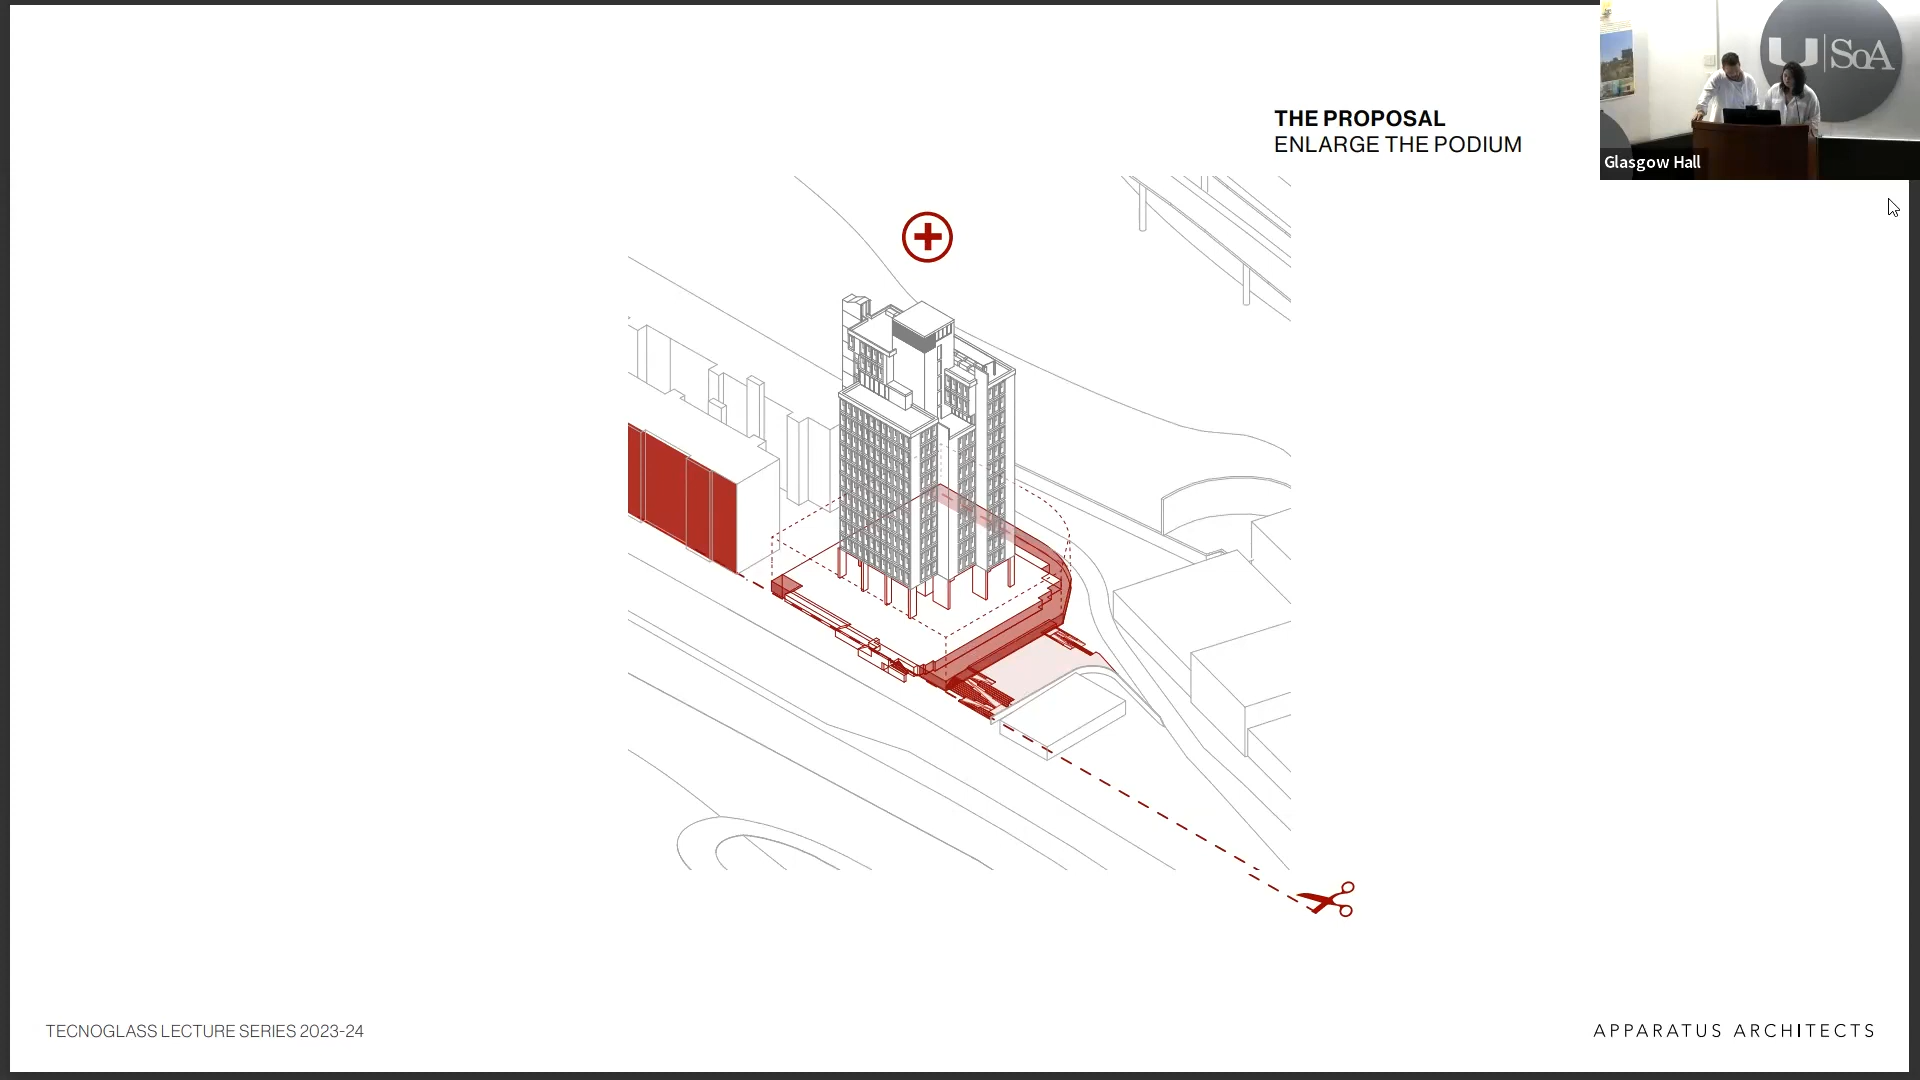 THE PROPOSAL
ENLARGE THE PODIUM
U|SoA
Glasgow Hall
TECNOGLASS LECTURE SERIES 2023-24
APPARATUS ARCHITECTS